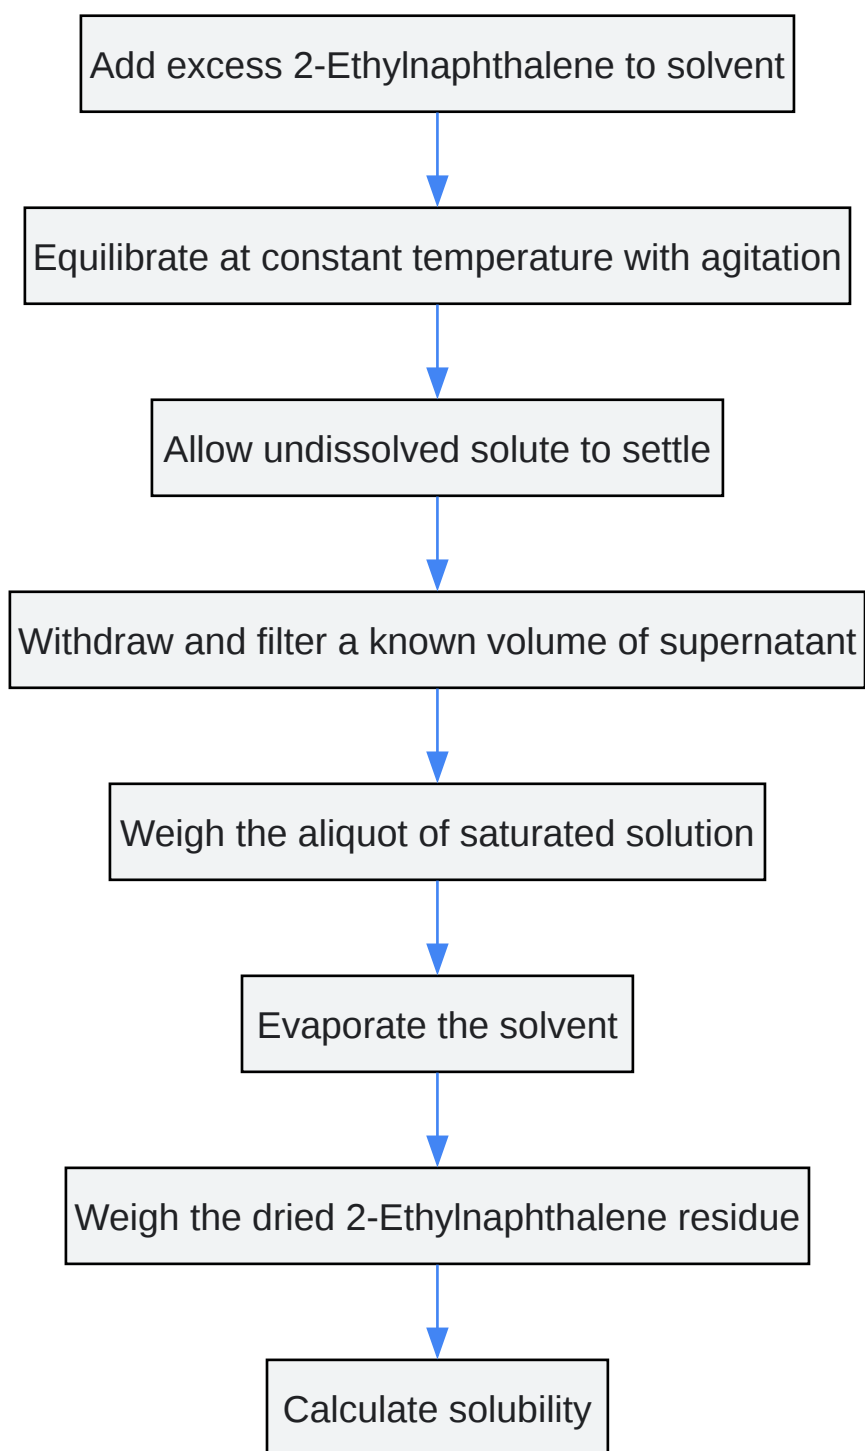 Add excess 2-Ethylnaphthalene to solvent
Equilibrate at constant temperature with agitation
Allow undissolved solute to settle
Withdraw and filter a known volume of supernatant
Weigh the aliquot of saturated solution
Evaporate the solvent
Weigh the dried 2-Ethylnaphthalene residue
Calculate solubility